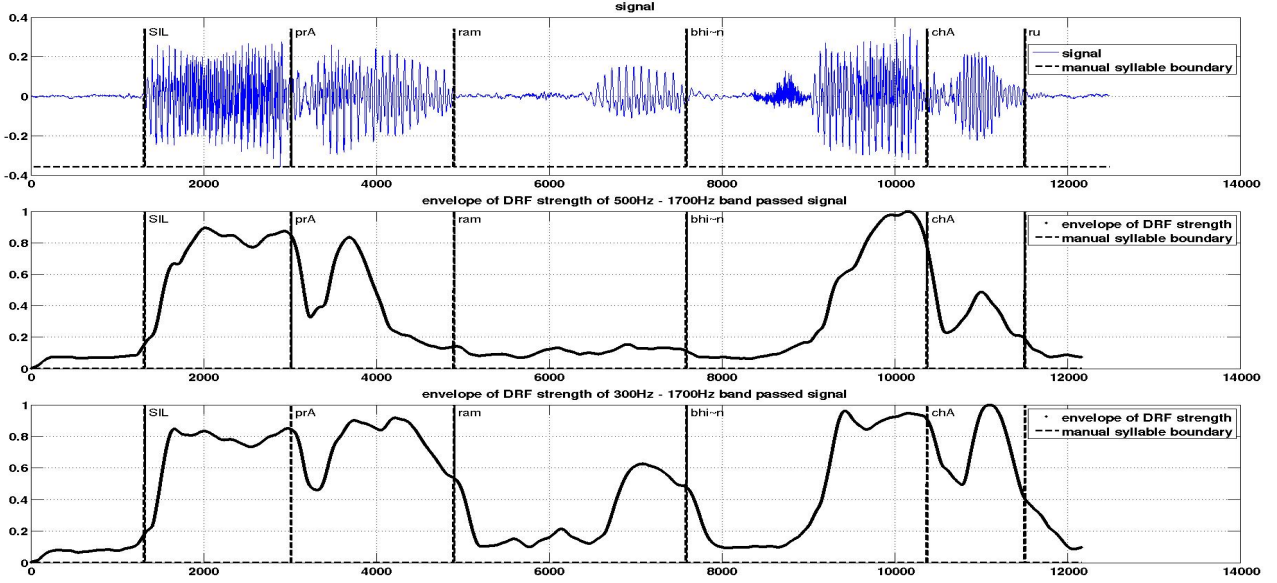 signal
0.4
0.2
0
-0.2
-0.4
SIL prA ram bhi~n chA ru
signal
manual syllable boundary
0 2000 4000 6000 8000 10000 12000 14000
envelope of DRF strength of 500Hz - 1700Hz band passed signal
1
0.8
0.6
0.4
0.2
0
SIL prA ram bhi~n chA
envelope of DRF strength
manual syllable boundary
0 2000 4000 6000 8000 10000 12000 14000
envelope of DRF strength of 300Hz - 1700Hz band passed signal
1
0.8
0.6
0.4
0.2
0
SIL prA ram bhi~n chA
envelope of DRF strength
manual syllable boundary
0 2000 4000 6000 8000 10000 12000 14000